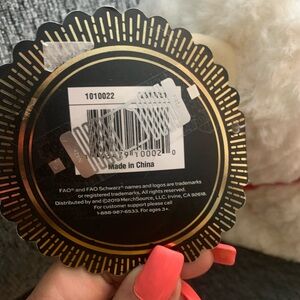 1010022
Made in China
FAO® and FAO Schwarz® names and logos are trademarks
or registered trademarks. All rights reserved.
Distributed by and ©2019 MerchSource, LLC. Irvine, CA 92618.
For customer support please call
1-888-987-6533. For ages 3+